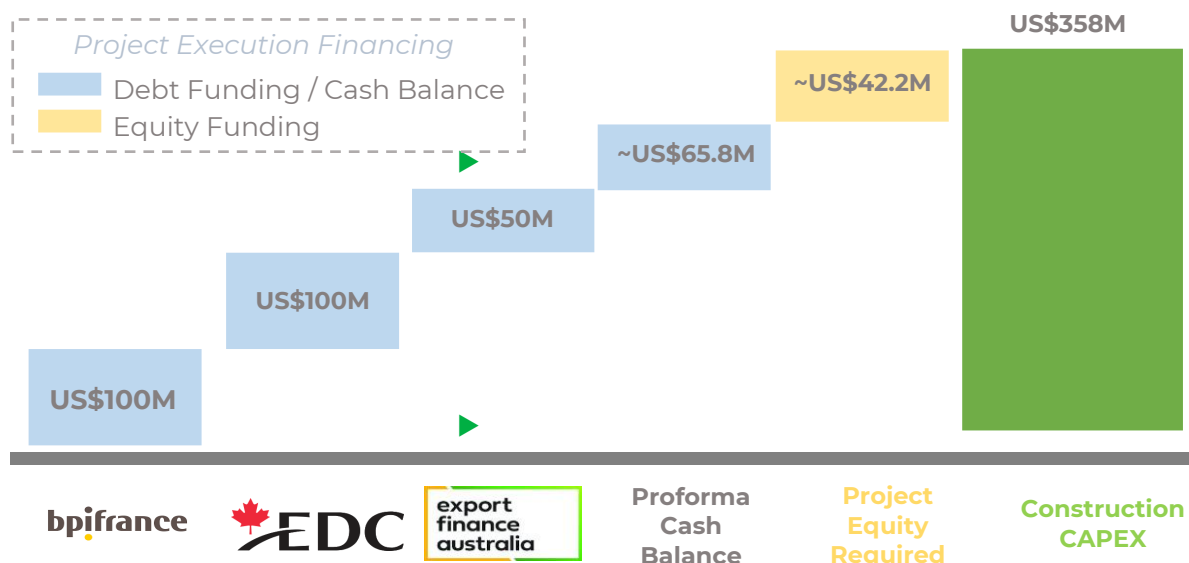 US$358M
Project Execution Financing
Debt Funding / Cash Balance
Equity Funding
~US$42.2M
~US$65.8M
US$50M
US$100M
US$100M
bpifrance
EDC
export
finance
australia
Proforma
Cash
Balance
Project
Equity
Required
Construction
CAPEX